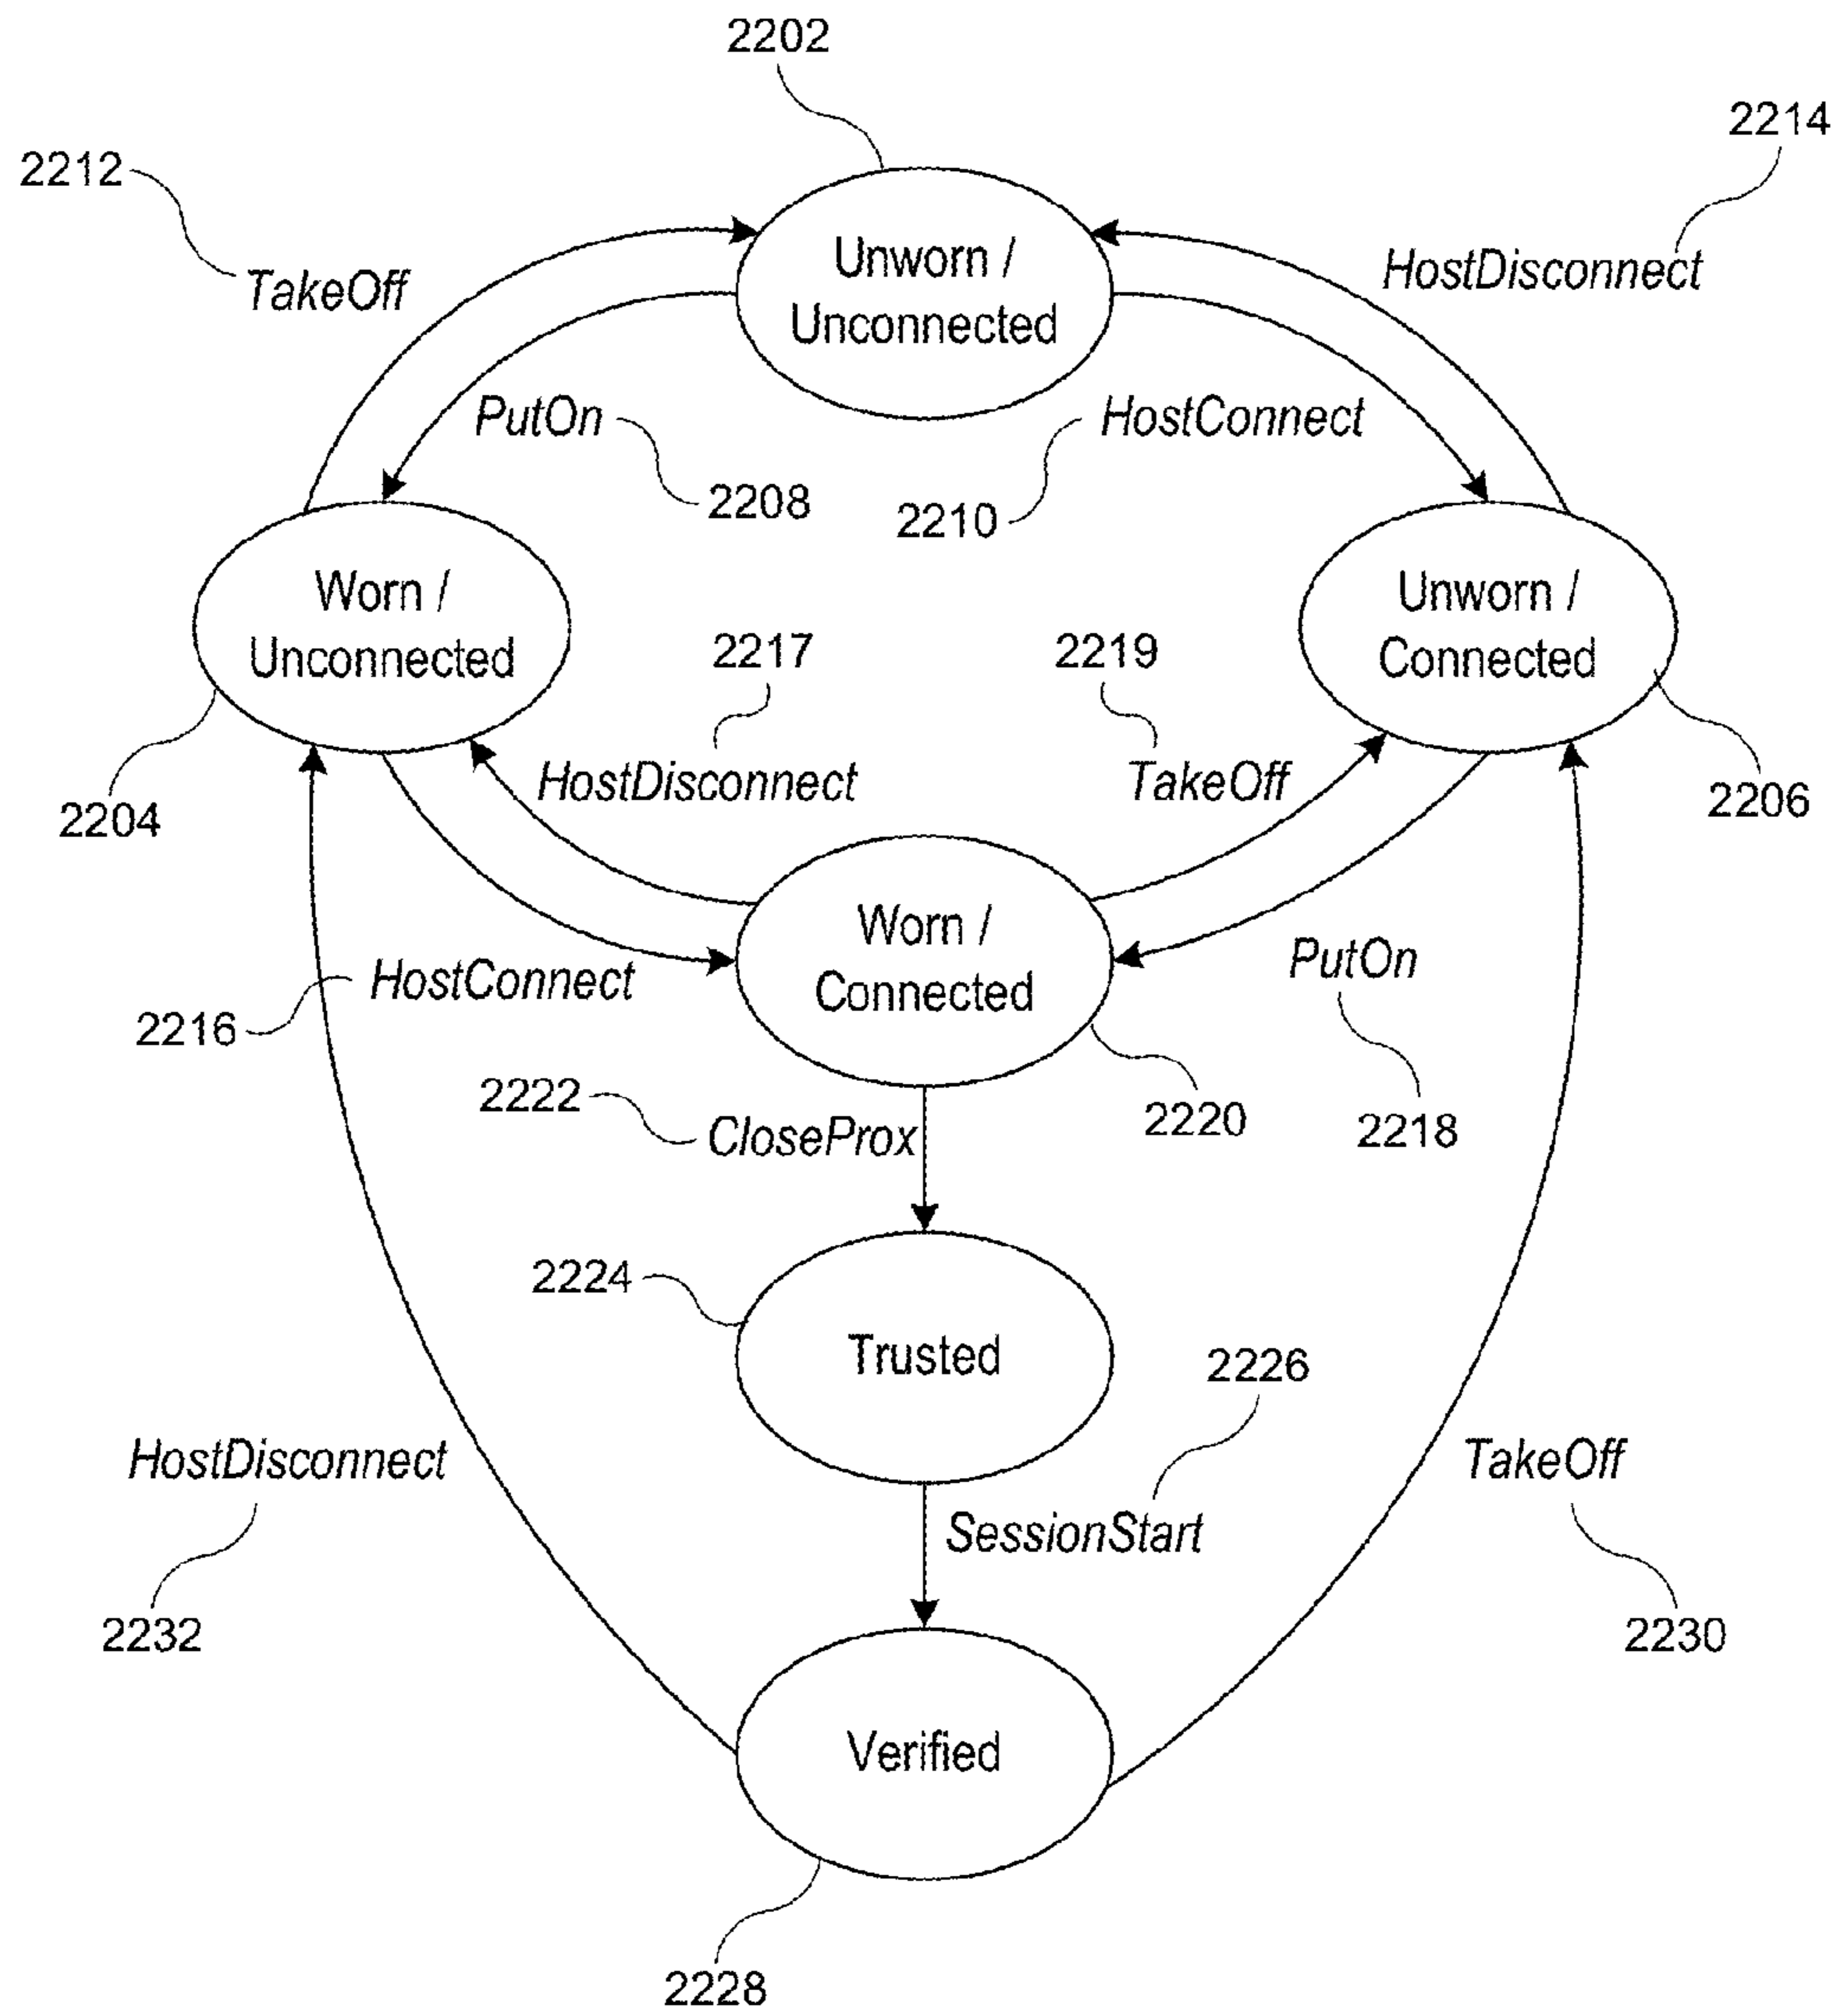 2202
2214
2212
Unworn /
Unconnected
HostDisconnect
TakeOff
PutOn
HostConnect
2208
2210
Worn /
Unconnected
Unworn /
Connected
2217
2219
HostDisconnect
TakeOff
2204
2206
Worn /
Connected
HostConnect
PutOn
2216
2222
CloseProx
2220
2218
2224
Trusted
2226
HostDisconnect
TakeOff
SessionStart
2232
2230
Verified
2228